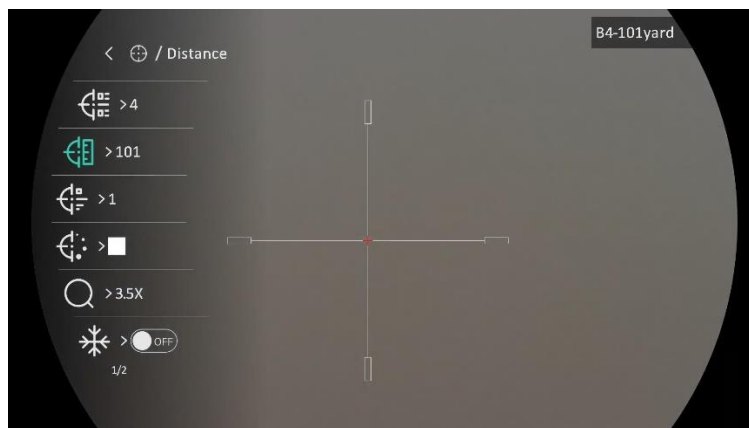 B4-101yard
/ Distance
>4
>101
>1
>
>3.5X
> OFF
1/2